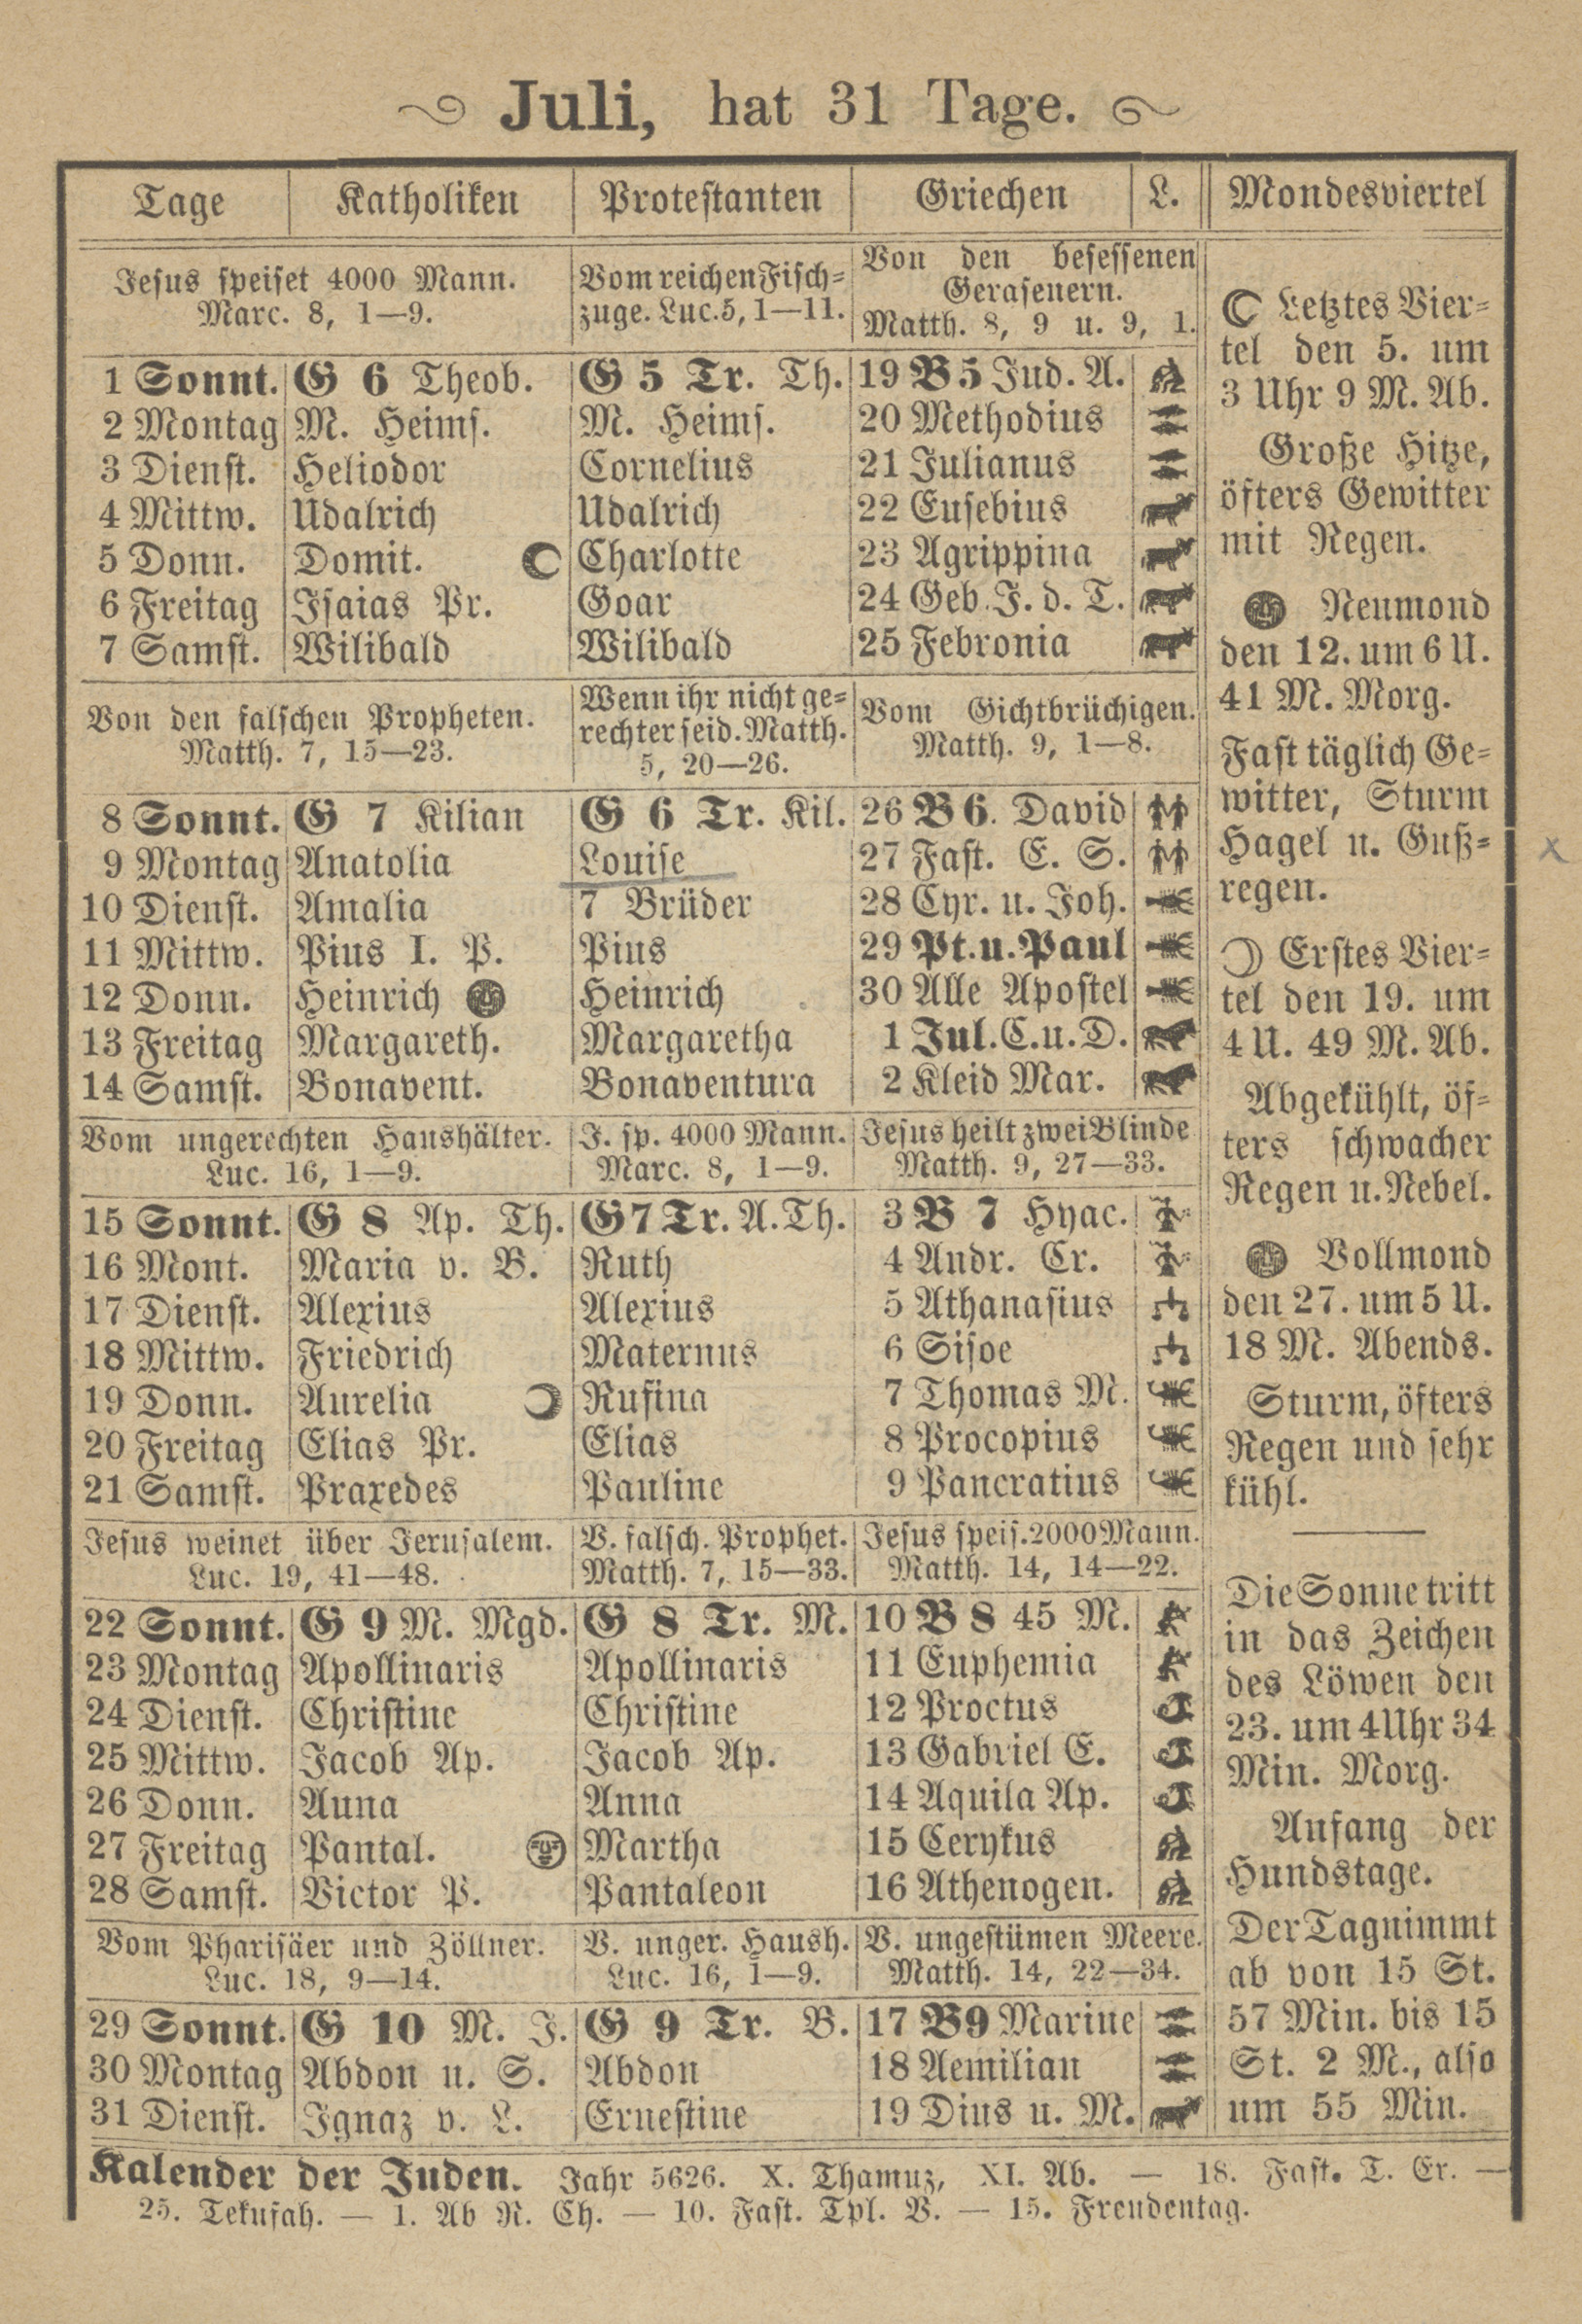 Juli, hat 31 Tage.
Tage Katholiken Protestanten Griechen L. Mondesviertel
Jesus speiset 4000 Mann.
Marc. 8, 1—9.
Vom reichen Fisch-
zuge. Luc. 5, 1—11.
Von den besessenen
Gerasenern.
Matth. 8, 9 u. 9, 1.
1 Sonnt. G 6 Theob. G 5 Tr. Th. 19 B 5 Jud. A.
2 Montag M. Heims. M. Heims. 20 Methodius
3 Dienst. Heliodor Cornelius 21 Julianus
4 Mittw. Udalrich Udalrich 22 Eusebius
5 Donn. Domit. Charlotte 23 Agrippina
6 Freitag Isaias Pr. Goar 24 Geb. J. d. T.
7 Samst. Wilibald Wilibald 25 Febronia
Von den falschen Propheten.
Matth. 7, 15—23.
Wenn ihr nicht ge-
rechter seid. Matth.
5, 20—26.
Vom Gichtbrüchigen.
Matth. 9, 1—8.
8 Sonnt. G 7 Kilian G 6 Tr. Kil. 26 B 6. David
9 Montag Anatolia Louise 27 Fast. E. S.
10 Dienst. Amalia 7 Brüder 28 Cyr. u. Joh.
11 Mittw. Pius I. P. Pius 29 Pt. u. Paul
12 Donn. Heinrich Heinrich 30 Alle Apostel
13 Freitag Margareth. Margaretha 1 Jul. C. u. D.
14 Samst. Bonavent. Bonaventura 2 Kleid Mar.
Vom ungerechten Haushälter.
Luc. 16, 1—9.
J. sp. 4000 Mann.
Marc. 8, 1—9.
Jesus heilt zwei Blinde
Matth. 9, 27—33.
15 Sonnt. G 8 Ap. Th. G 7 Tr. A. Th. 3 B 7 Hyac.
16 Mont. Maria v. B. Ruth 4 Andr. Cr.
17 Dienst. Alexius Alexius 5 Athanasius
18 Mittw. Friedrich Maternus 6 Sisoe
19 Donn. Aurelia Rufina 7 Thomas M.
20 Freitag Elias Pr. Elias 8 Procopius
21 Samst. Praxedes Pauline 9 Pancratius
Jesus weinet über Jerusalem.
Luc. 19, 41—48.
V. falsch. Prophet.
Matth. 7, 15—33.
Jesus speis. 2000 Mann.
Matth. 14, 14—22.
22 Sonnt. G 9 M. Mgd. G 8 Tr. M. 10 B 8 45 M.
23 Montag Apollinaris Apollinaris 11 Euphemia
24 Dienst. Christine Christine 12 Proctus
25 Mittw. Jacob Ap. Jacob Ap. 13 Gabriel E.
26 Donn. Anna Anna 14 Aquila Ap.
27 Freitag Pantal. Martha 15 Cerykus
28 Samst. Victor P. Pantaleon 16 Athenogen.
Vom Pharisäer und Zöllner.
Luc. 18, 9—14.
V. unger. Haush.
Luc. 16, 1—9.
V. ungestümen Meere.
Matth. 14, 22—34.
29 Sonnt. G 10 M. J. G 9 Tr. B. 17 B 9 Marine
30 Montag Abdon u. S. Abdon 18 Aemilian
31 Dienst. Ignaz v. L. Ernestine 19 Dius u. M.
Letztes Vier-
tel den 5. um
3 Uhr 9 M. Ab.
Große Hitze,
öfters Gewitter
mit Regen.
Neumond
den 12. um 6 U.
41 M. Morg.
Fast täglich Ge-
witter, Sturm
Hagel u. Guß-
regen.
Erstes Vier-
tel den 19. um
4 U. 49 M. Ab.
Abgekühlt, öf-
ters schwacher
Regen u. Nebel.
Vollmond
den 27. um 5 U.
18 M. Abends.
Sturm, öfters
Regen und sehr
kühl.
Die Sonne tritt
in das Zeichen
des Löwen den
23. um 4 Uhr 34
Min. Morg.
Anfang der
Hundstage.
Der Tag nimmt
ab von 15 St.
57 Min. bis 15
St. 2 M., also
um 55 Min.
Kalender der Juden. Jahr 5626. X. Thamuz, XI. Ab. — 18. Fast. T. Er. —
25. Tekufah. — 1. Ab R. Ch. — 10. Fast. Tpl. V. — 15. Freudentag.
x